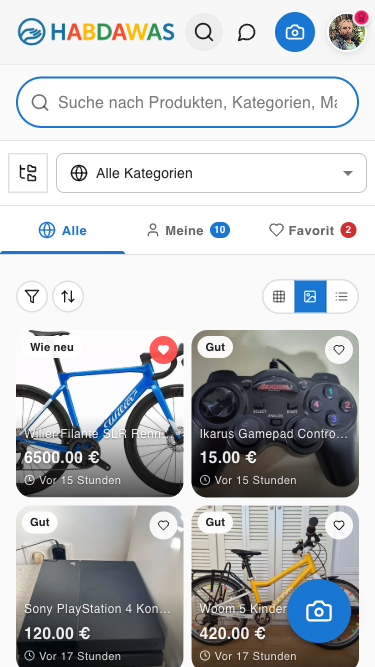 HABDAWAS
Suche nach Produkten, Kategorien, Ma
Alle Kategorien
Alle
Meine 10
Favorit 2
Wie neu
Wilier Filante SLR Renn...
6500.00 €
Vor 15 Stunden
Gut
Ikarus Gamepad Contro...
15.00 €
Vor 15 Stunden
Gut
Sony PlayStation 4 Kon...
120.00 €
Vor 17 Stunden
Gut
Woom 5 Kinder
420.00 €
Vor 17 Stunden